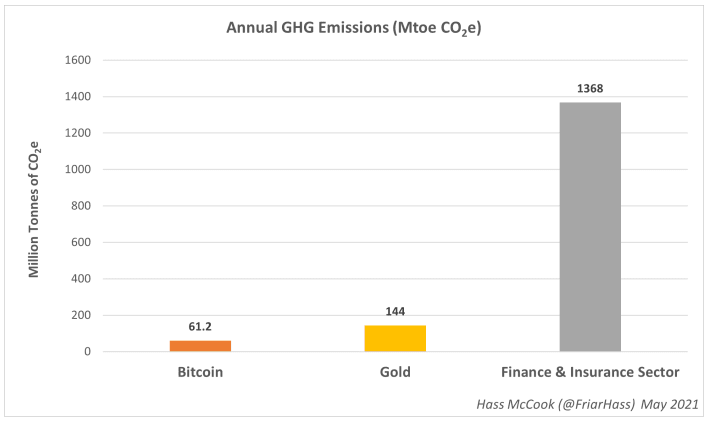 Annual GHG Emissions (Mtoe CO₂e)
Million Tonnes of CO₂e
1600
1400
1200
1000
800
600
400
200
0
61.2
144
1368
Bitcoin
Gold
Finance & Insurance Sector
Hass McCook (@FriarHass) May 2021